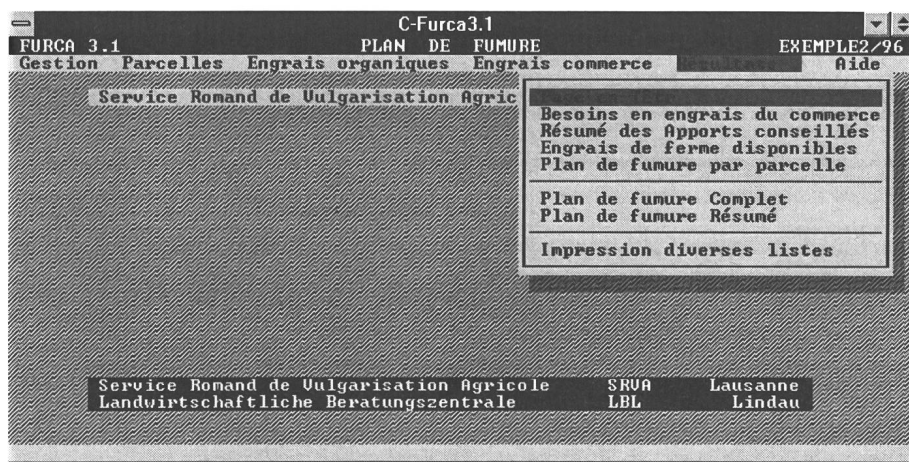 C-Furca3.1
FURCA 3.1 PLAN DE FUMURE EXEMPLE2/96
Gestion Parcelles Engrais organiques Engrais commerce Aide
Service Romand de Vulgarisation Agric
Besoins en engrais du commerce
Résumé des Apports conseillés
Engrais de ferme disponibles
Plan de fumure par parcelle
Plan de fumure Complet
Plan de fumure Résumé
Impression diverses listes
Service Romand de Vulgarisation Agricole SRVA Lausanne
Landwirtschaftliche Beratungszentrale LBL Lindau